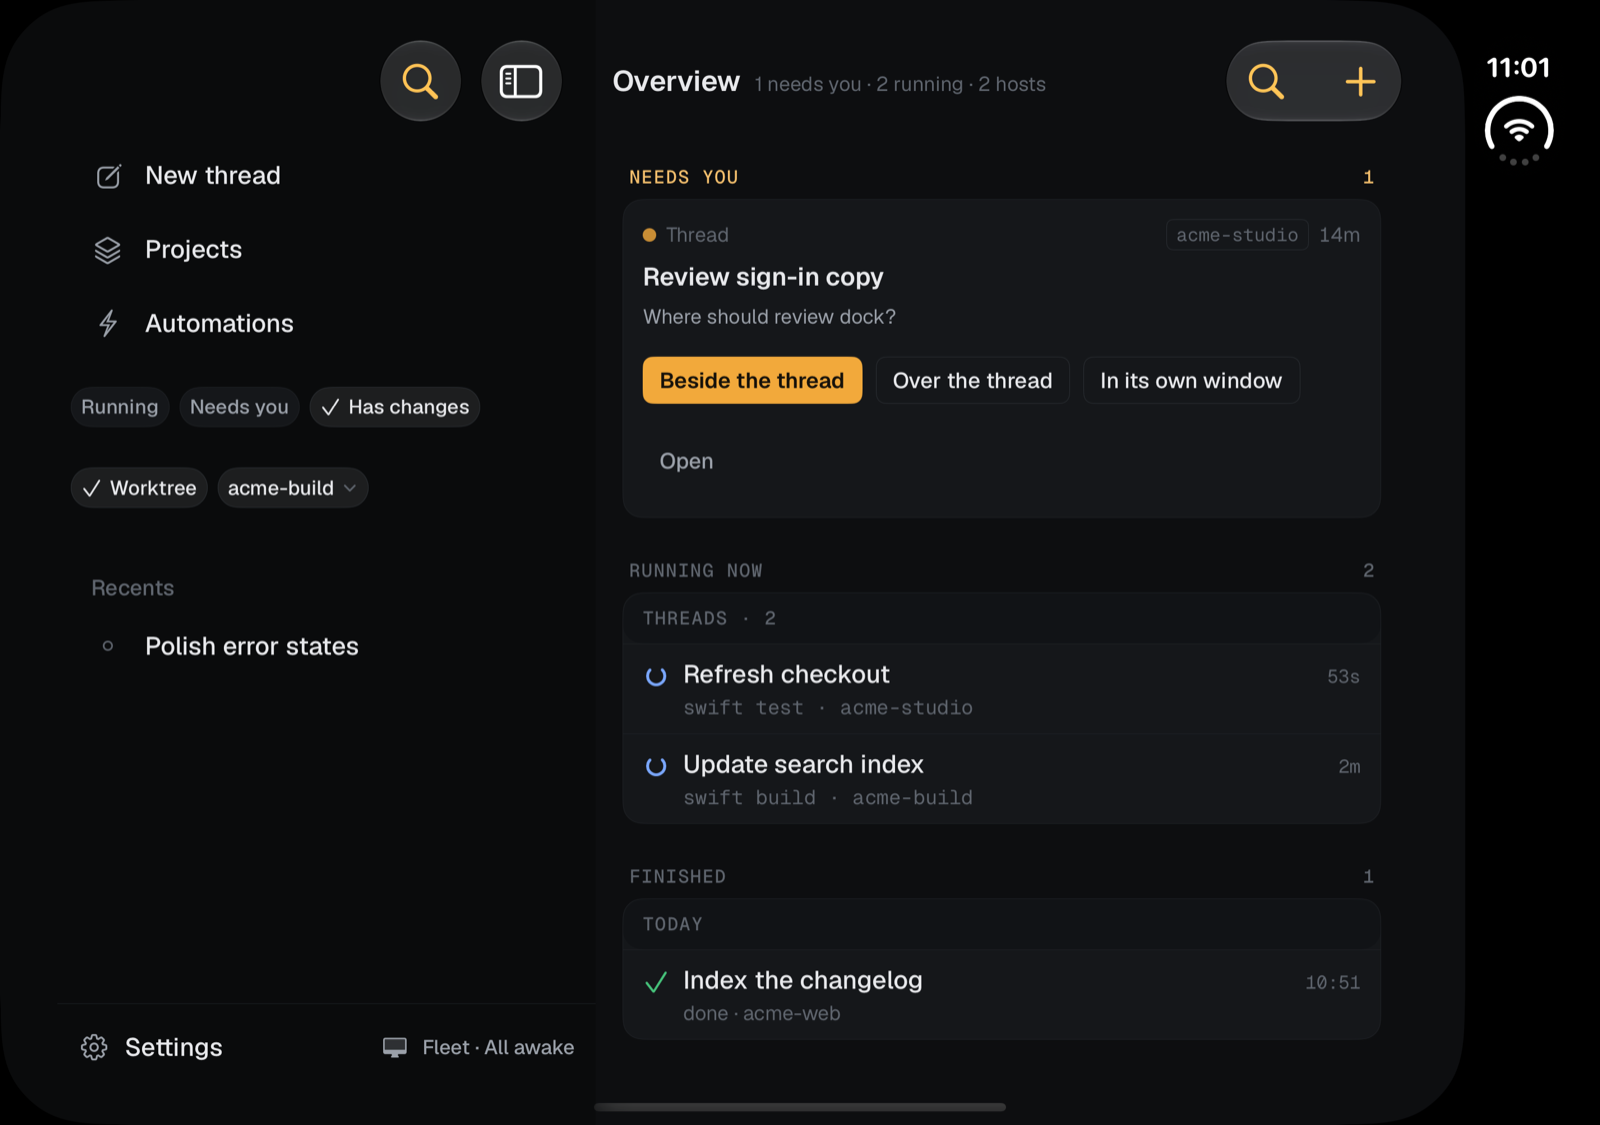 New thread
Projects
Automations
Running
Needs you
Has changes
Worktree
acme-build
Recents
Polish error states
Settings
Fleet · All awake
Overview
1 needs you · 2 running · 2 hosts
NEEDS YOU
1
Thread
acme-studio
14m
Review sign-in copy
Where should review dock?
Beside the thread
Over the thread
In its own window
Open
RUNNING NOW
2
THREADS · 2
Refresh checkout
53s
swift test · acme-studio
Update search index
2m
swift build · acme-build
FINISHED
1
TODAY
Index the changelog
10:51
done · acme-web
11:01